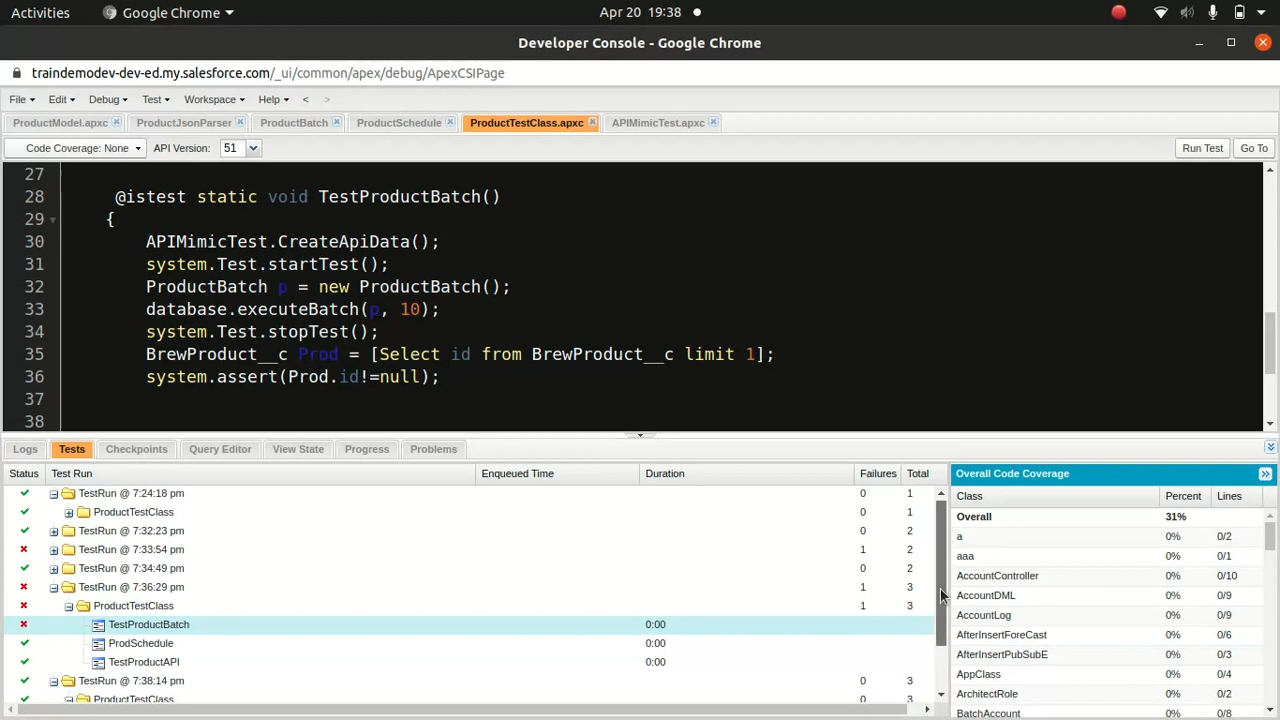 Activities Google Chrome Apr 20 19:38
Developer Console - Google Chrome
traindemodev-dev-ed.my.salesforce.com/_ui/common/apex/debug/ApexCSIPage
File Edit Debug Test Workspace Help < >
ProductModel.apxc ProductJsonParser ProductBatch ProductSchedule ProductTestClass.apxc APIMimicTest.apxc
Code Coverage: None API Version: 51 Run Test Go To
27
28 @istest static void TestProductBatch()
29 {
30 APIMimicTest.CreateApiData();
31 system.Test.startTest();
32 ProductBatch p = new ProductBatch();
33 database.executeBatch(p, 10);
34 system.Test.stopTest();
35 BrewProduct__c Prod = [Select id from BrewProduct__c limit 1];
36 system.assert(Prod.id!=null);
37
38
Logs Tests Checkpoints Query Editor View State Progress Problems
Status Test Run Enqueued Time Duration Failures Total
TestRun @ 7:24:18 pm 0 1
ProductTestClass 0 1
TestRun @ 7:32:23 pm 0 2
TestRun @ 7:33:54 pm 1 2
TestRun @ 7:34:49 pm 0 2
TestRun @ 7:36:29 pm 1 3
ProductTestClass 1 3
TestProductBatch 0:00
ProdSchedule 0:00
TestProductAPI 0:00
TestRun @ 7:38:14 pm 0 3
ProductTestClass 0 3
Overall Code Coverage
Class Percent Lines
Overall 31%
a 0% 0/2
aaa 0% 0/1
AccountController 0% 0/10
AccountDML 0% 0/9
AccountLog 0% 0/9
AfterInsertForeCast 0% 0/6
AfterInsertPubSubE 0% 0/3
AppClass 0% 0/4
ArchitectRole 0% 0/2
BatchAccount 0% 0/8